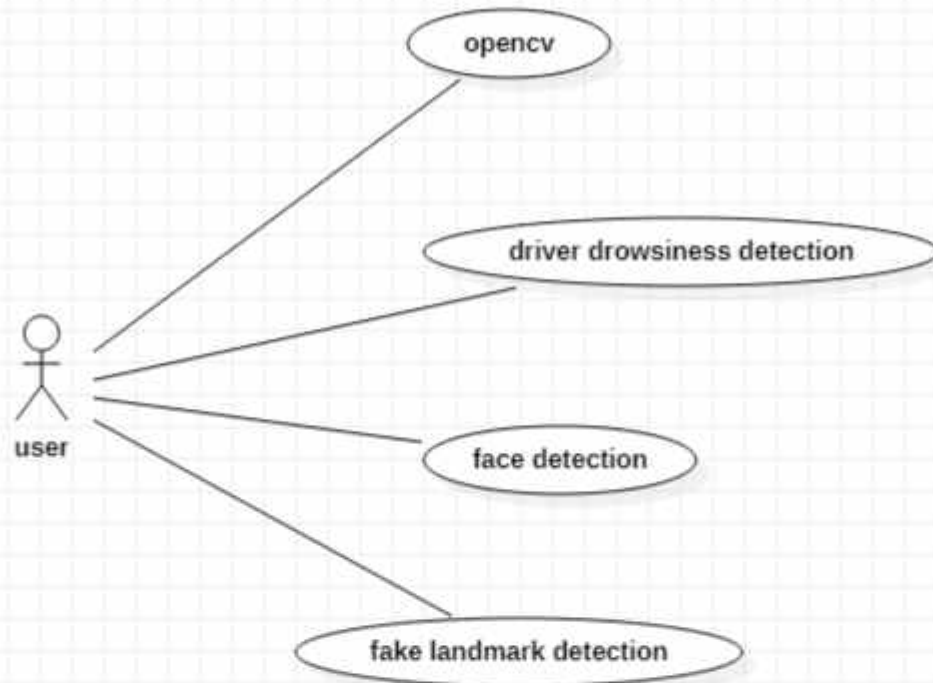 opencv
driver drowsiness detection
user
face detection
fake landmark detection